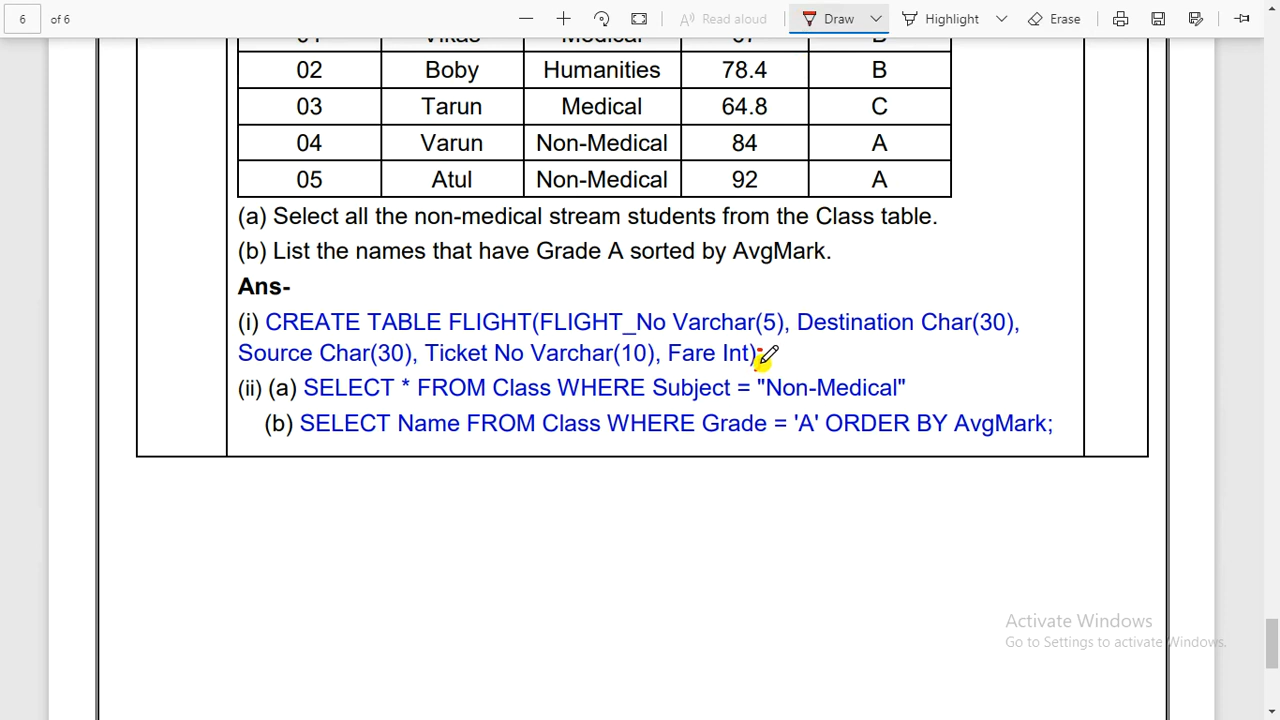 6 of 6 Read aloud Draw Highlight Erase
02 Boby Humanities 78.4 B
03 Tarun Medical 64.8 C
04 Varun Non-Medical 84 A
05 Atul Non-Medical 92 A
(a) Select all the non-medical stream students from the Class table.
(b) List the names that have Grade A sorted by AvgMark.
Ans-
(i) CREATE TABLE FLIGHT(FLIGHT_No Varchar(5), Destination Char(30),
Source Char(30), Ticket No Varchar(10), Fare Int);
(ii) (a) SELECT * FROM Class WHERE Subject = "Non-Medical"
(b) SELECT Name FROM Class WHERE Grade = 'A' ORDER BY AvgMark;
Activate Windows
Go to Settings to activate Windows.